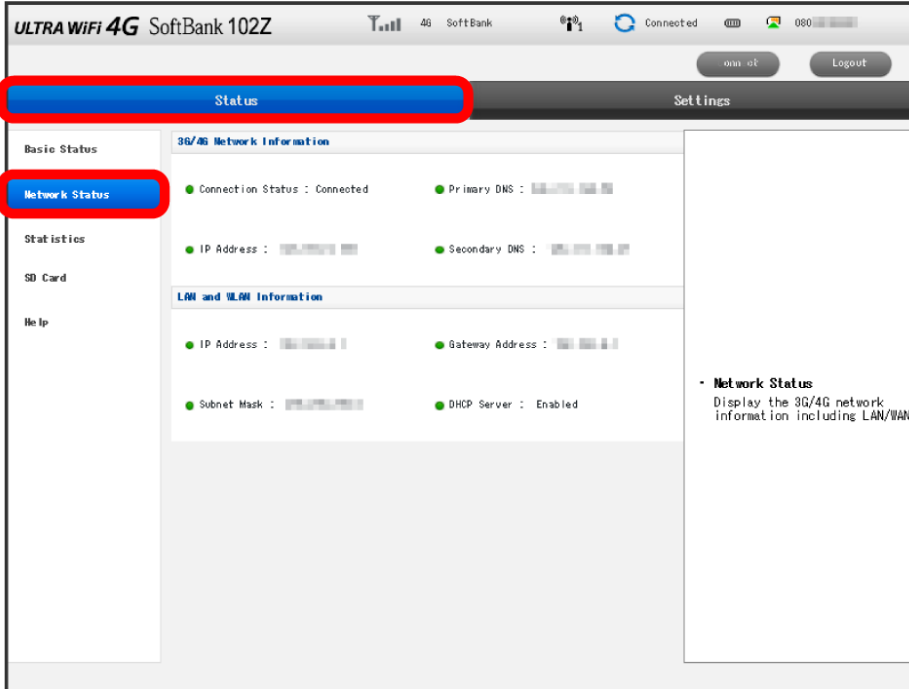 ULTRA WiFi 4G SoftBank 102Z 4G SoftBank 1 Connected 080
Logout
Status Settings
Basic Status
Network Status
Statistics
SD Card
Help
3G/4G Network Information
Connection Status : Connected Primary DNS :
IP Address : Secondary DNS :
LAN and WLAN Information
IP Address : Gateway Address :
Subnet Mask : DHCP Server : Enabled
・ Network Status
Display the 3G/4G network
information including LAN/WAN